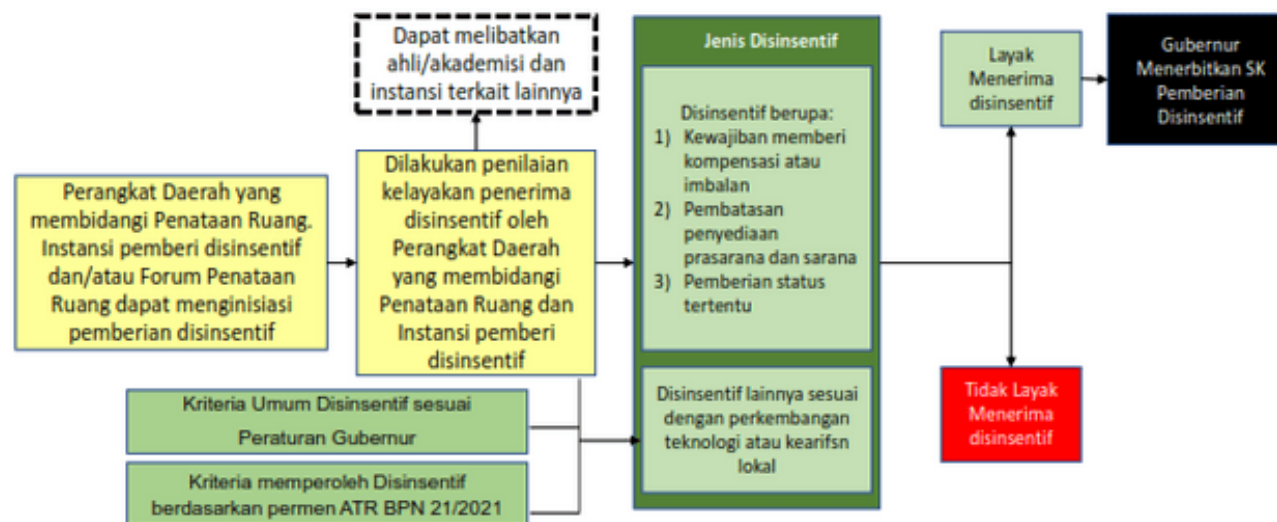 Perangkat Daerah yang
membidangi Penataan Ruang.
Instansi pemberi disinsentif
dan/atau Forum Penataan
Ruang dapat menginisiasi
pemberian disinsentif
Dapat melibatkan
ahli/akademisi dan
instansi terkait lainnya
Dilakukan penilaian
kelayakan penerima
disinsentif oleh
Perangkat Daerah
yang membidangi
Penataan Ruang dan
Instansi pemberi
disinsentif
Kriteria Umum Disinsentif sesuai
Peraturan Gubernur
Kriteria memperoleh Disinsentif
berdasarkan permen ATR BPN 21/2021
Jenis Disinsentif
Disinsentif berupa:
1) Kewajiban memberi
kompensasi atau
imbalan
2) Pembatasan
penyediaan
prasarana dan sarana
3) Pemberian status
tertentu
Disinsentif lainnya sesuai
dengan perkembangan
teknologi atau kearifsn
lokal
Layak
Menerima
disinsentif
Gubernur
Menerbitkan SK
Pemberian
Disinsentif
Tidak Layak
Menerima
disinsentif